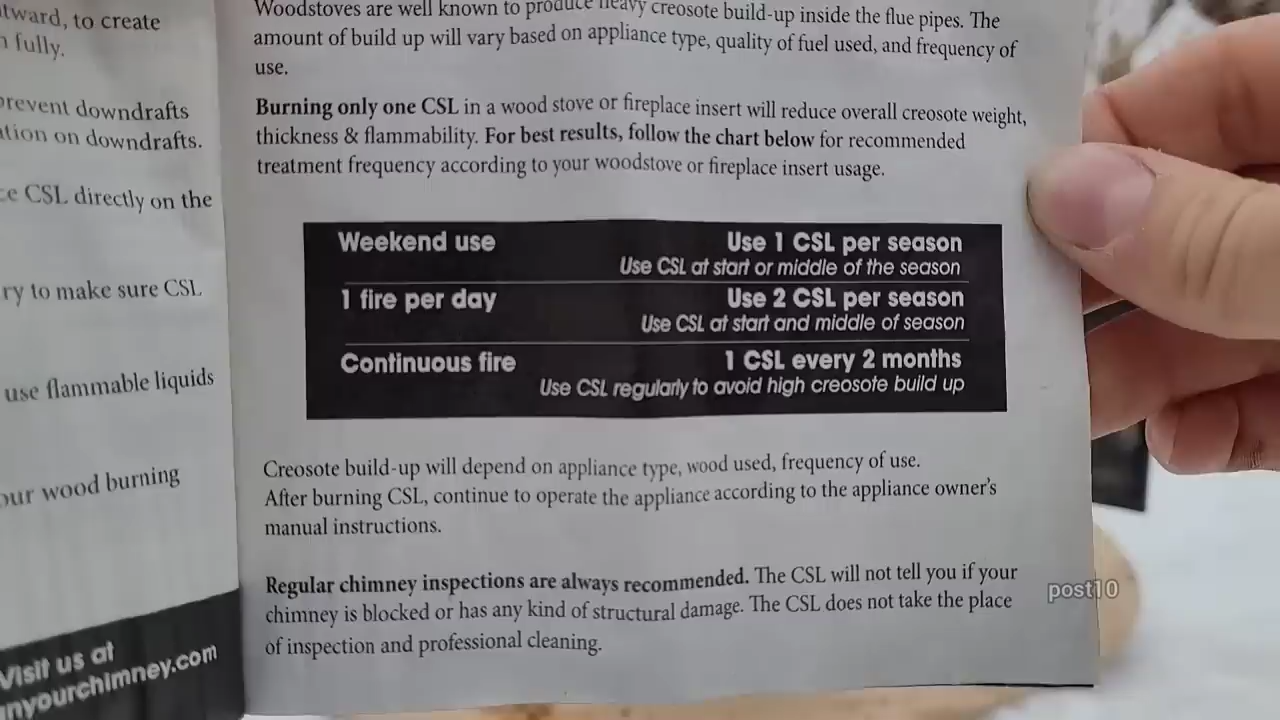 tward, to create
fully.
prevent downdrafts
ation on downdrafts.
CSL directly on the
ry to make sure CSL
use flammable liquids
our wood burning
Visit us at
nyourchimney.com
Woodstoves are well known to produce heavy creosote build-up inside the flue pipes. The
amount of build up will vary based on appliance type, quality of fuel used, and frequency of
use.
Burning only one CSL in a wood stove or fireplace insert will reduce overall creosote weight,
thickness & flammability. For best results, follow the chart below for recommended
treatment frequency according to your woodstove or fireplace insert usage.
Weekend use Use 1 CSL per season
Use CSL at start or middle of the season
1 fire per day Use 2 CSL per season
Use CSL at start and middle of season
Continuous fire 1 CSL every 2 months
Use CSL regularly to avoid high creosote build up
Creosote build-up will depend on appliance type, wood used, frequency of use.
After burning CSL, continue to operate the appliance according to the appliance owner's
manual instructions.
Regular chimney inspections are always recommended. The CSL will not tell you if your
chimney is blocked or has any kind of structural damage. The CSL does not take the place
of inspection and professional cleaning.
post10